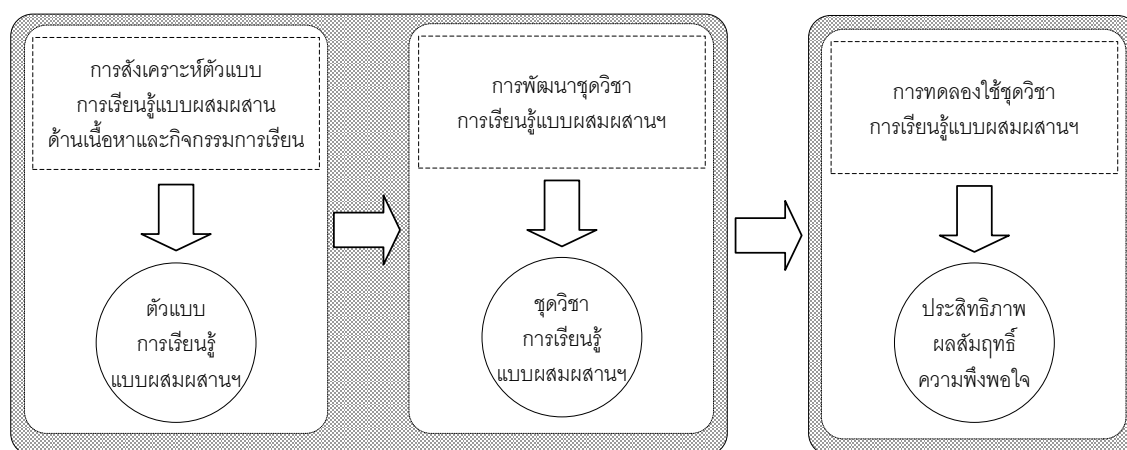 การสังเคราะห์ตัวแบบ
การเรียนรู้แบบผสมผสาน
ด้านเนื้อหาและกิจกรรมการเรียน
ตัวแบบ
การเรียนรู้
แบบผสมผสานฯ
การพัฒนาชุดวิชา
การเรียนรู้แบบผสมผสานฯ
ชุดวิชา
การเรียนรู้
แบบผสมผสานฯ
การทดลองใช้ชุดวิชา
การเรียนรู้แบบผสมผสานฯ
ประสิทธิภาพ
ผลสัมฤทธิ์
ความพึงพอใจ